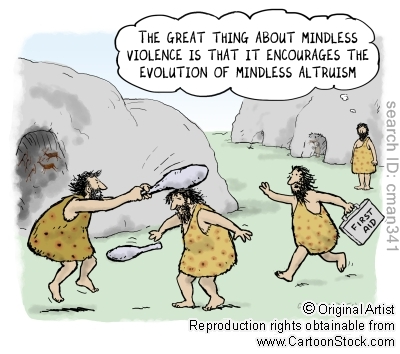 THE GREAT THING ABOUT MINDLESS
VIOLENCE IS THAT IT ENCOURAGES THE
EVOLUTION OF MINDLESS ALTRUISM
FIRST
AID
search ID: cman341
© Original Artist
Reproduction rights obtainable from
www.CartoonStock.com